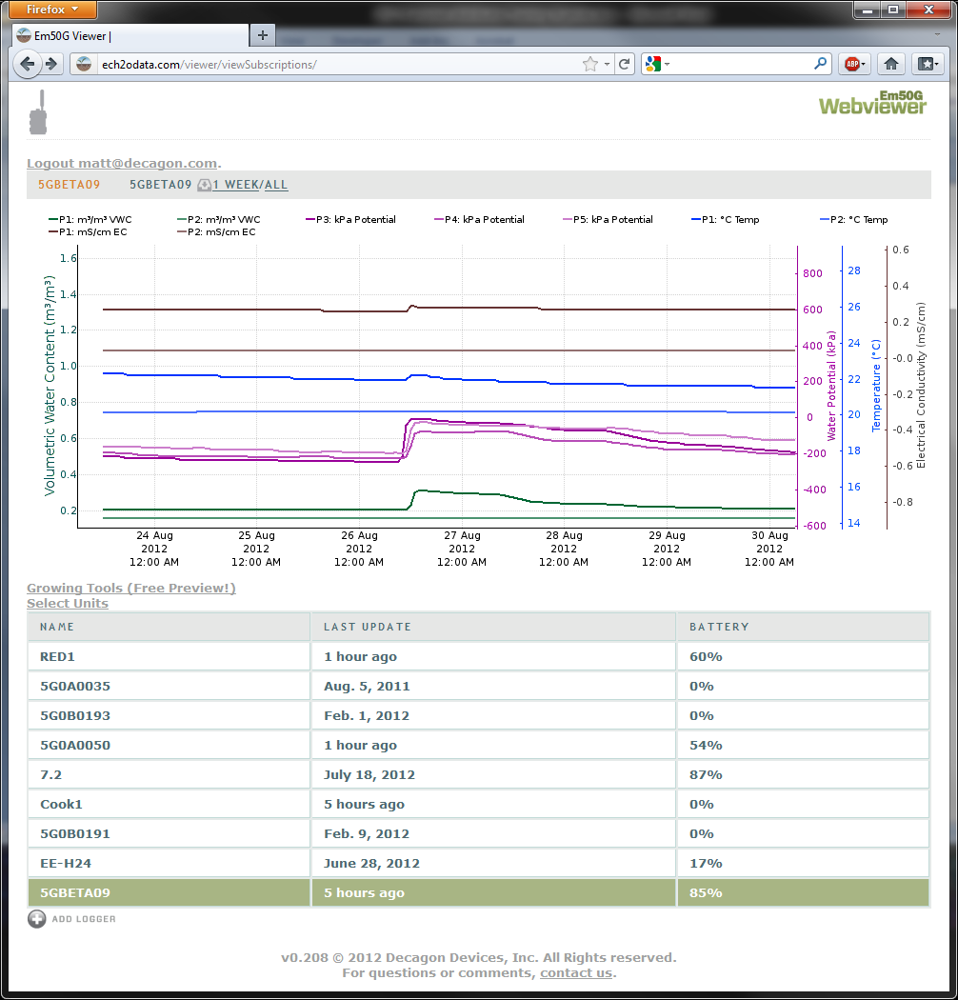 Firefox
Em50G Viewer |
ech2odata.com/viewer/viewSubscriptions/
ABP
Em50G
Webviewer
Logout matt@decagon.com.
5GBETA09 5GBETA09 1 WEEK/ALL
P1: m³/m³ VWC P2: m³/m³ VWC P3: kPa Potential P4: kPa Potential P5: kPa Potential P1: °C Temp P2: °C Temp
P1: mS/cm EC P2: mS/cm EC
Volumetric Water Content (m³/m³)
1.6
1.4
1.2
1.0
0.8
0.6
0.4
0.2
800
600
400
200
0
-200
-400
-600
Water Potential (kPa)
28
26
24
22
20
18
16
14
Temperature (°C)
0.6
0.4
0.2
-0.0
-0.2
-0.4
-0.6
-0.8
Electrical Conductivity (mS/cm)
24 Aug 25 Aug 26 Aug 27 Aug 28 Aug 29 Aug 30 Aug
2012 2012 2012 2012 2012 2012 2012
12:00 AM 12:00 AM 12:00 AM 12:00 AM 12:00 AM 12:00 AM 12:00 AM
Growing Tools (Free Preview!)
Select Units
NAME LAST UPDATE BATTERY
RED1 1 hour ago 60%
5G0A0035 Aug. 5, 2011 0%
5G0B0193 Feb. 1, 2012 0%
5G0A0050 1 hour ago 54%
7.2 July 18, 2012 87%
Cook1 5 hours ago 0%
5G0B0191 Feb. 9, 2012 0%
EE-H24 June 28, 2012 17%
5GBETA09 5 hours ago 85%
ADD LOGGER
v0.208 © 2012 Decagon Devices, Inc. All Rights reserved.
For questions or comments, contact us.